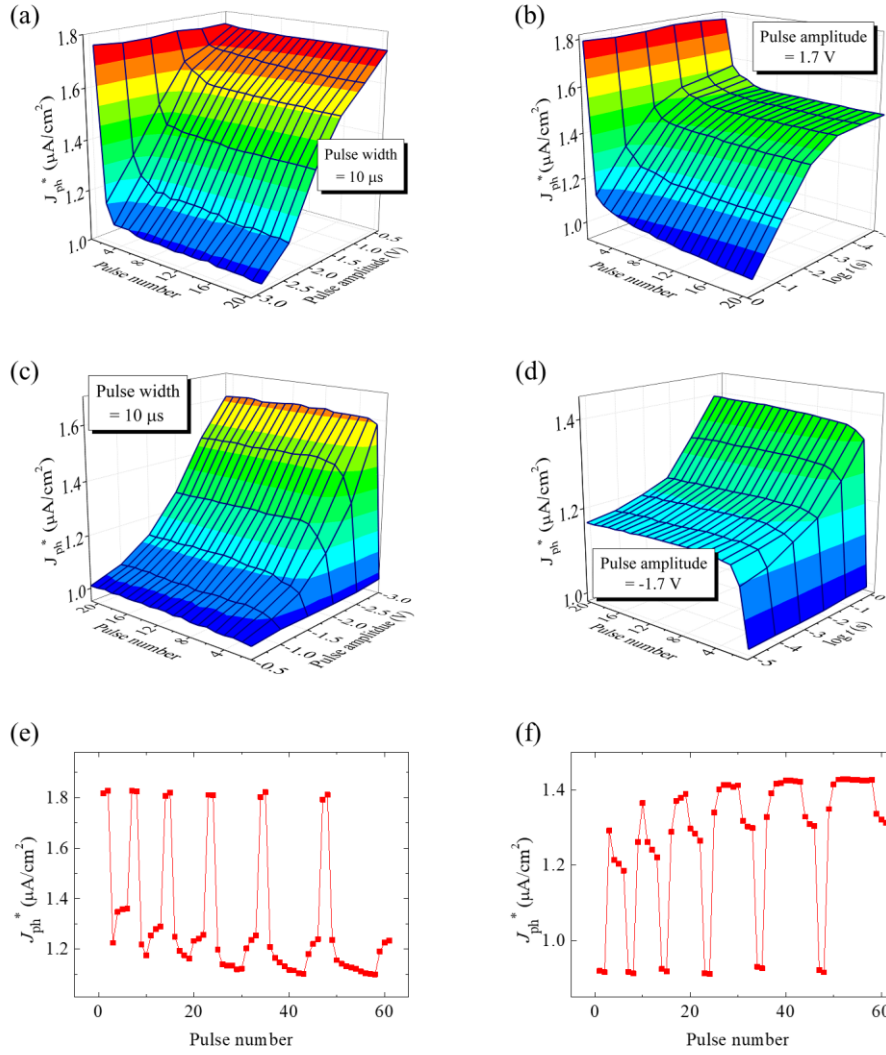 (a)
1.8
1.6
1.4
1.2
1.0
J_ph^* (μA/cm²)
Pulse width
= 10 μs
4
8
12
16
20
Pulse number
-3.0
-2.5
-2.0
-1.5
-1.0
-0.5
Pulse amplitude (V)
(b)
1.8
1.6
1.4
1.2
1.0
J_ph^* (μA/cm²)
Pulse amplitude
= 1.7 V
4
8
12
16
20
Pulse number
0
-1
-2
-3
-4
log t (s)
(c)
1.6
1.4
1.2
1.0
J_ph^* (μA/cm²)
Pulse width
= 10 μs
20
16
12
8
4
Pulse number
-0.5
-1.0
-1.5
-2.0
-2.5
-3.0
Pulse amplitudue (V)
(d)
1.4
1.2
1.0
J_ph^* (μA/cm²)
Pulse amplitude
= -1.7 V
20
16
12
8
4
Pulse number
-5
-4
-3
-2
-1
0
log t (s)
(e)
1.8
1.6
1.4
1.2
J_ph^* (μA/cm²)
0 20 40 60
Pulse number
(f)
1.4
1.2
1.0
J_ph^* (μA/cm²)
0 20 40 60
Pulse number